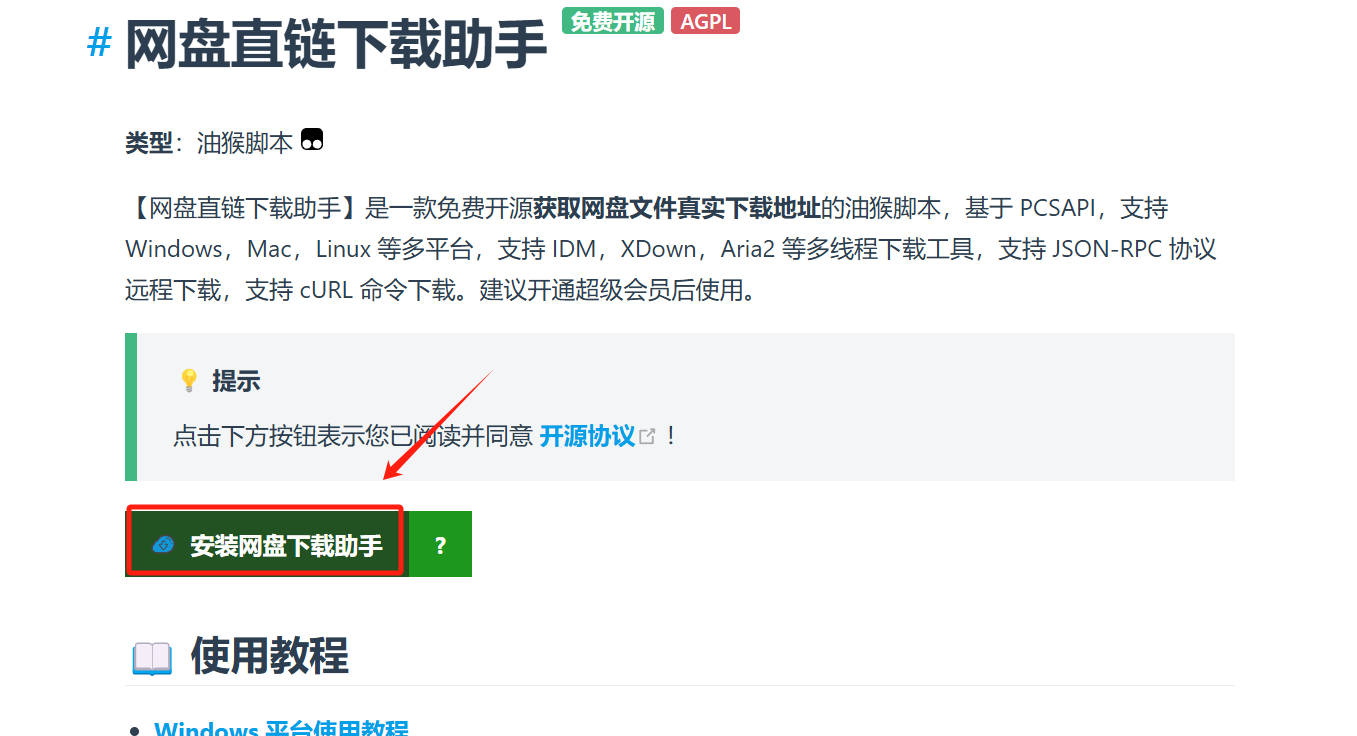 # 网盘直链下载助手 免费开源 AGPL
类型：油猴脚本
【网盘直链下载助手】是一款免费开源获取网盘文件真实下载地址的油猴脚本，基于 PCSAPI，支持
Windows，Mac，Linux 等多平台，支持 IDM，XDown，Aria2 等多线程下载工具，支持 JSON-RPC 协议
远程下载，支持 cURL 命令下载。建议开通超级会员后使用。
提示
点击下方按钮表示您已阅读并同意 开源协议 ！
安装网盘下载助手 ?
使用教程
Windows 平台使用教程